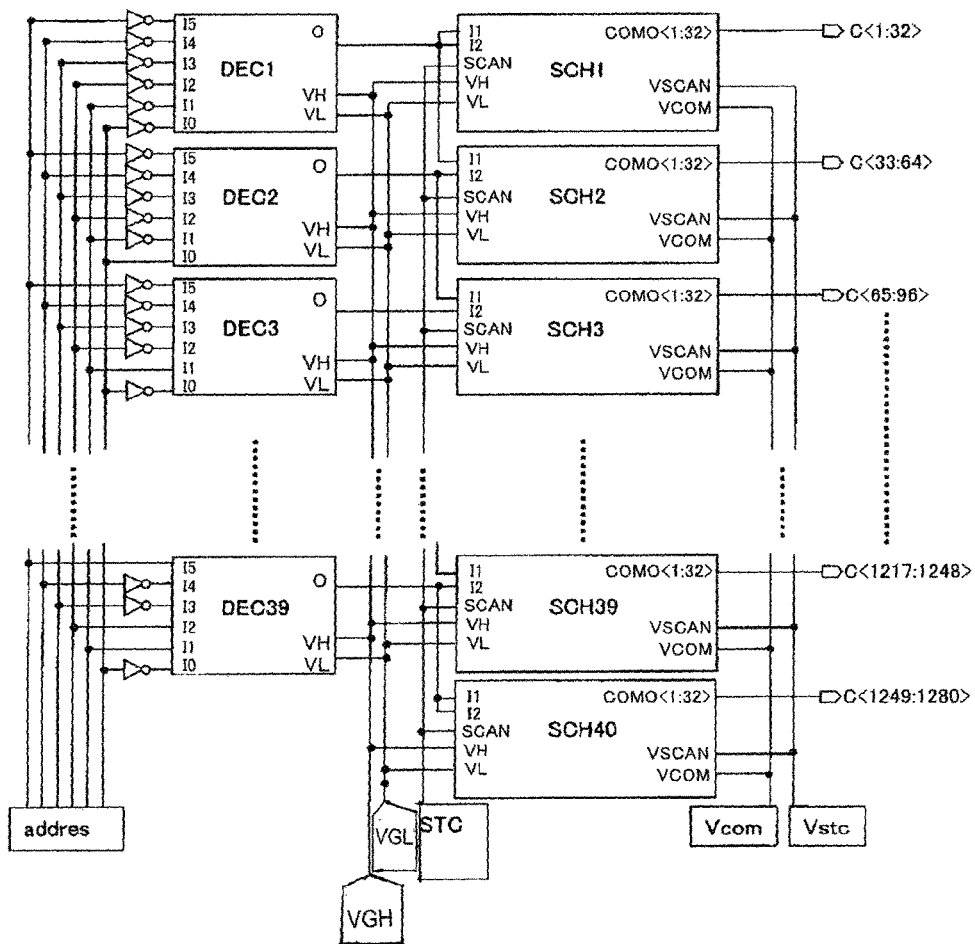 I5
I4
I3
I2
I1
I0
DEC1
O
VH
VL
I1
I2
SCAN
VH
VL
SCH1
COMO<1:32>
VSCAN
VCOM
C<1:32>
I5
I4
I3
I2
I1
I0
DEC2
O
VH
VL
I1
I2
SCAN
VH
VL
SCH2
COMO<1:32>
VSCAN
VCOM
C<33:64>
I5
I4
I3
I2
I1
I0
DEC3
O
VH
VL
I1
I2
SCAN
VH
VL
SCH3
COMO<1:32>
VSCAN
VCOM
C<65:96>
I5
I4
I3
I2
I1
I0
DEC39
O
VH
VL
I1
I2
SCAN
VH
VL
SCH39
COMO<1:32>
VSCAN
VCOM
C<1217:1248>
I1
I2
SCAN
VH
VL
SCH40
COMO<1:32>
VSCAN
VCOM
C<1249:1280>
addres
VGL
STC
Vcom
Vstc
VGH